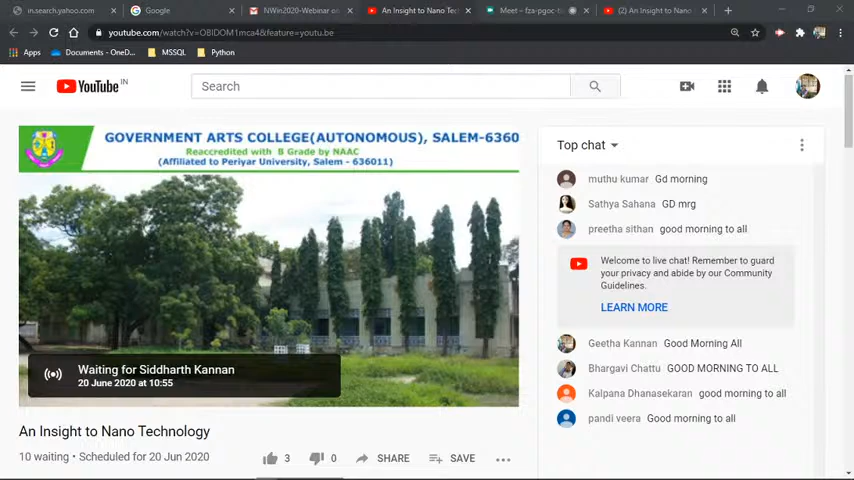 in.search.yahoo.com
Google
NWin2020-Webinar on
An Insight to Nano Tech
Meet – fza-pgoc-t
(2) An Insight to Nano
youtube.com/watch?v=OBIDOM1mca4&feature=youtu.be
Apps
Documents - OneD...
MSSQL
Python
YouTube IN
Search
GOVERNMENT ARTS COLLEGE(AUTONOMOUS), SALEM-6360
Reaccredited with B Grade by NAAC
(Affiliated to Periyar University, Salem - 636011)
Waiting for Siddharth Kannan
20 June 2020 at 10:55
An Insight to Nano Technology
10 waiting • Scheduled for 20 Jun 2020
3
0
SHARE
SAVE
Top chat
muthu kumar Gd morning
Sathya Sahana GD mrg
preetha sithan good morning to all
Welcome to live chat! Remember to guard
your privacy and abide by our Community
Guidelines.
LEARN MORE
Geetha Kannan Good Morning All
Bhargavi Chattu GOOD MORNING TO ALL
Kalpana Dhanasekaran good morning to all
pandi veera Good morning to all